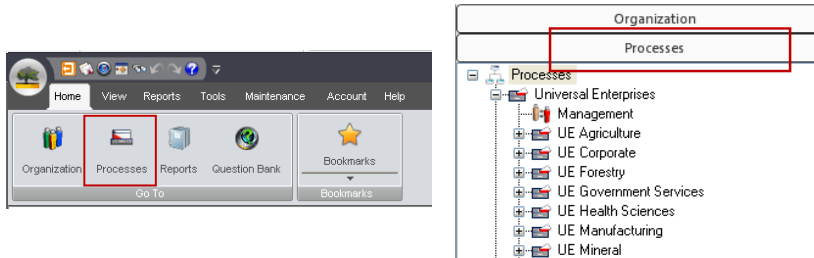 Home View Reports Tools Maintenance Account Help
Organization Processes Reports Question Bank Bookmarks
Go To Bookmarks
Organization
Processes
Processes
Universal Enterprises
Management
UE Agriculture
UE Corporate
UE Forestry
UE Government Services
UE Health Sciences
UE Manufacturing
UE Mineral